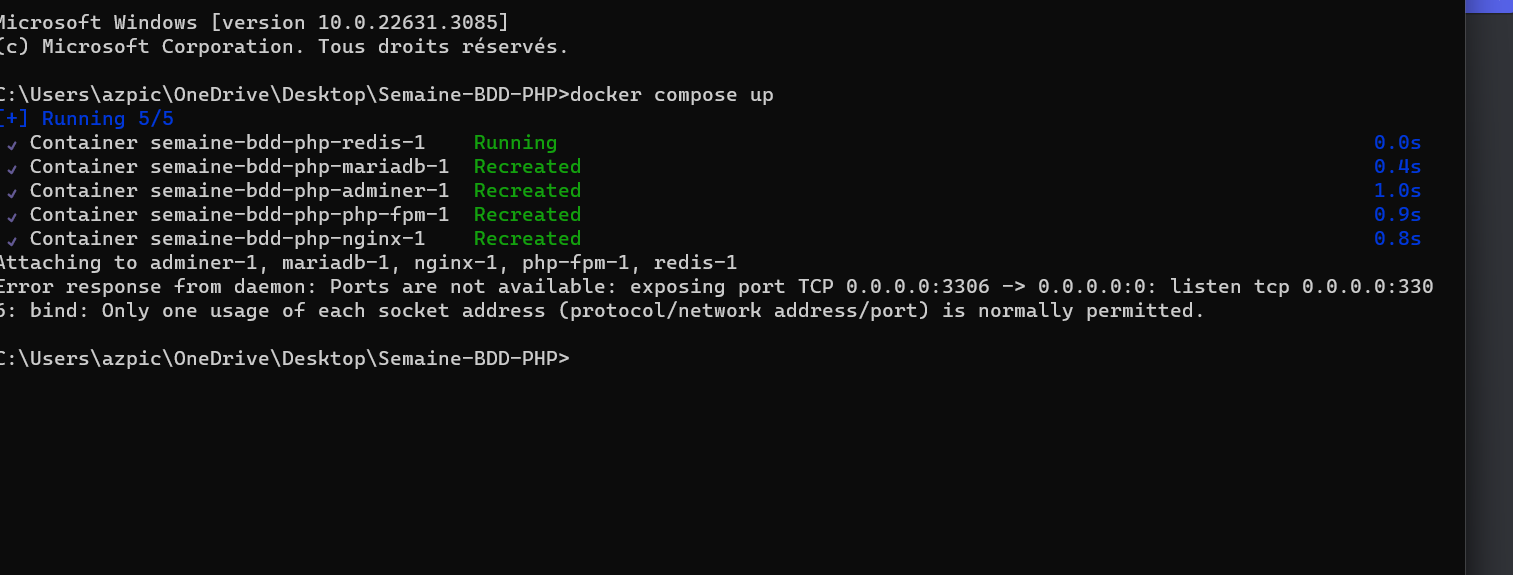 Microsoft Windows [version 10.0.22631.3085]
(c) Microsoft Corporation. Tous droits réservés.
C:\Users\azpic\OneDrive\Desktop\Semaine-BDD-PHP>docker compose up
[+] Running 5/5
✓ Container semaine-bdd-php-redis-1 Running 0.0s
✓ Container semaine-bdd-php-mariadb-1 Recreated 0.4s
✓ Container semaine-bdd-php-adminer-1 Recreated 1.0s
✓ Container semaine-bdd-php-php-fpm-1 Recreated 0.9s
✓ Container semaine-bdd-php-nginx-1 Recreated 0.8s
Attaching to adminer-1, mariadb-1, nginx-1, php-fpm-1, redis-1
Error response from daemon: Ports are not available: exposing port TCP 0.0.0.0:3306 -> 0.0.0.0:0: listen tcp 0.0.0.0:330
6: bind: Only one usage of each socket address (protocol/network address/port) is normally permitted.
C:\Users\azpic\OneDrive\Desktop\Semaine-BDD-PHP>